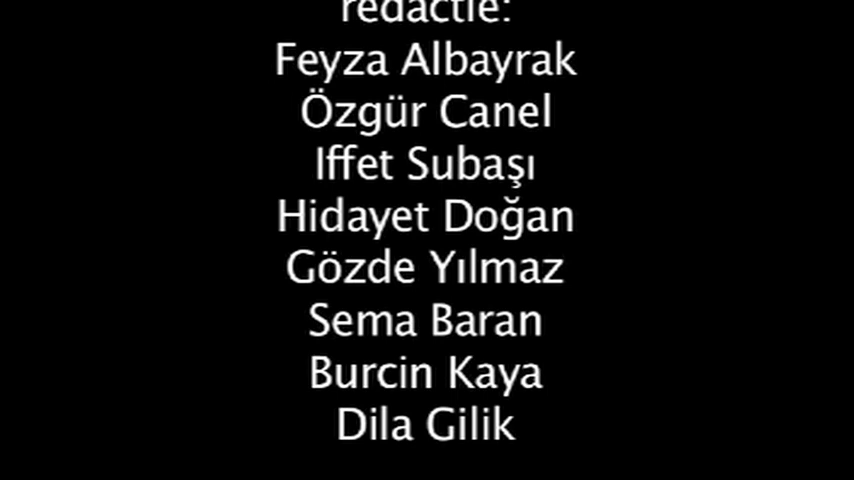 redactie:
Feyza Albayrak
Özgür Canel
Iffet Subaşı
Hidayet Doğan
Gözde Yılmaz
Sema Baran
Burcin Kaya
Dila Gilik